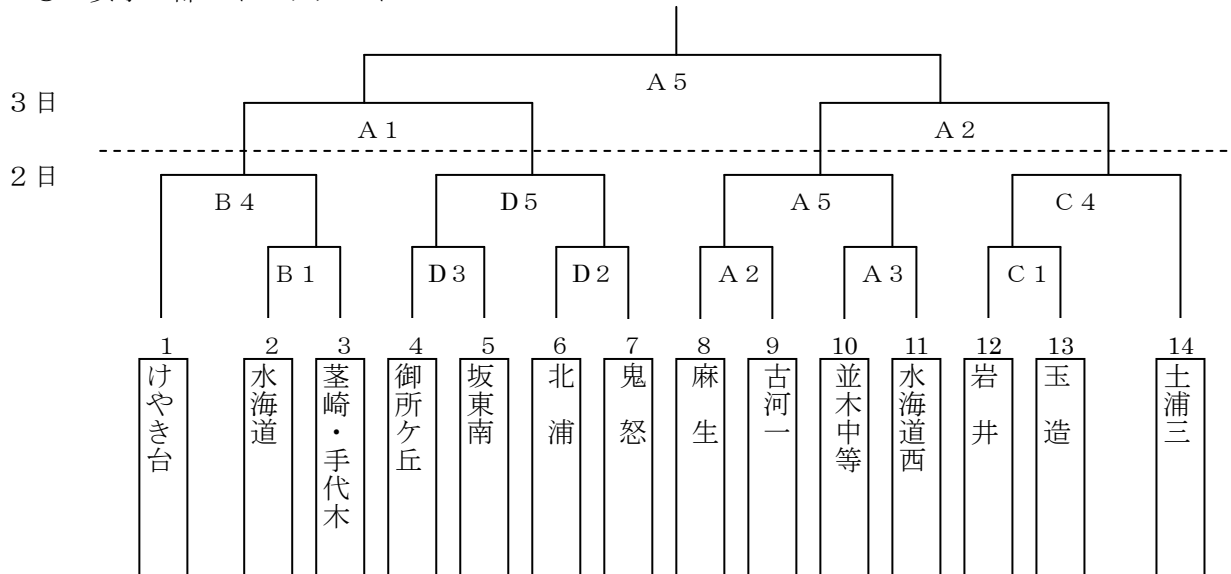 Ａ５
３日
Ａ１ Ａ２
２日
Ｂ４ Ｄ５ Ａ５ Ｃ４
Ｂ１ Ｄ３ Ｄ２ Ａ２ Ａ３ Ｃ１
1 2 3 4 5 6 7 8 9 10 11 12 13 14
けやき台
水海道
茎崎・手代木
御所ケ丘
坂東南
北　浦
鬼　怒
麻　生
古河一
並木中等
水海道西
岩　井
玉　造
土浦三